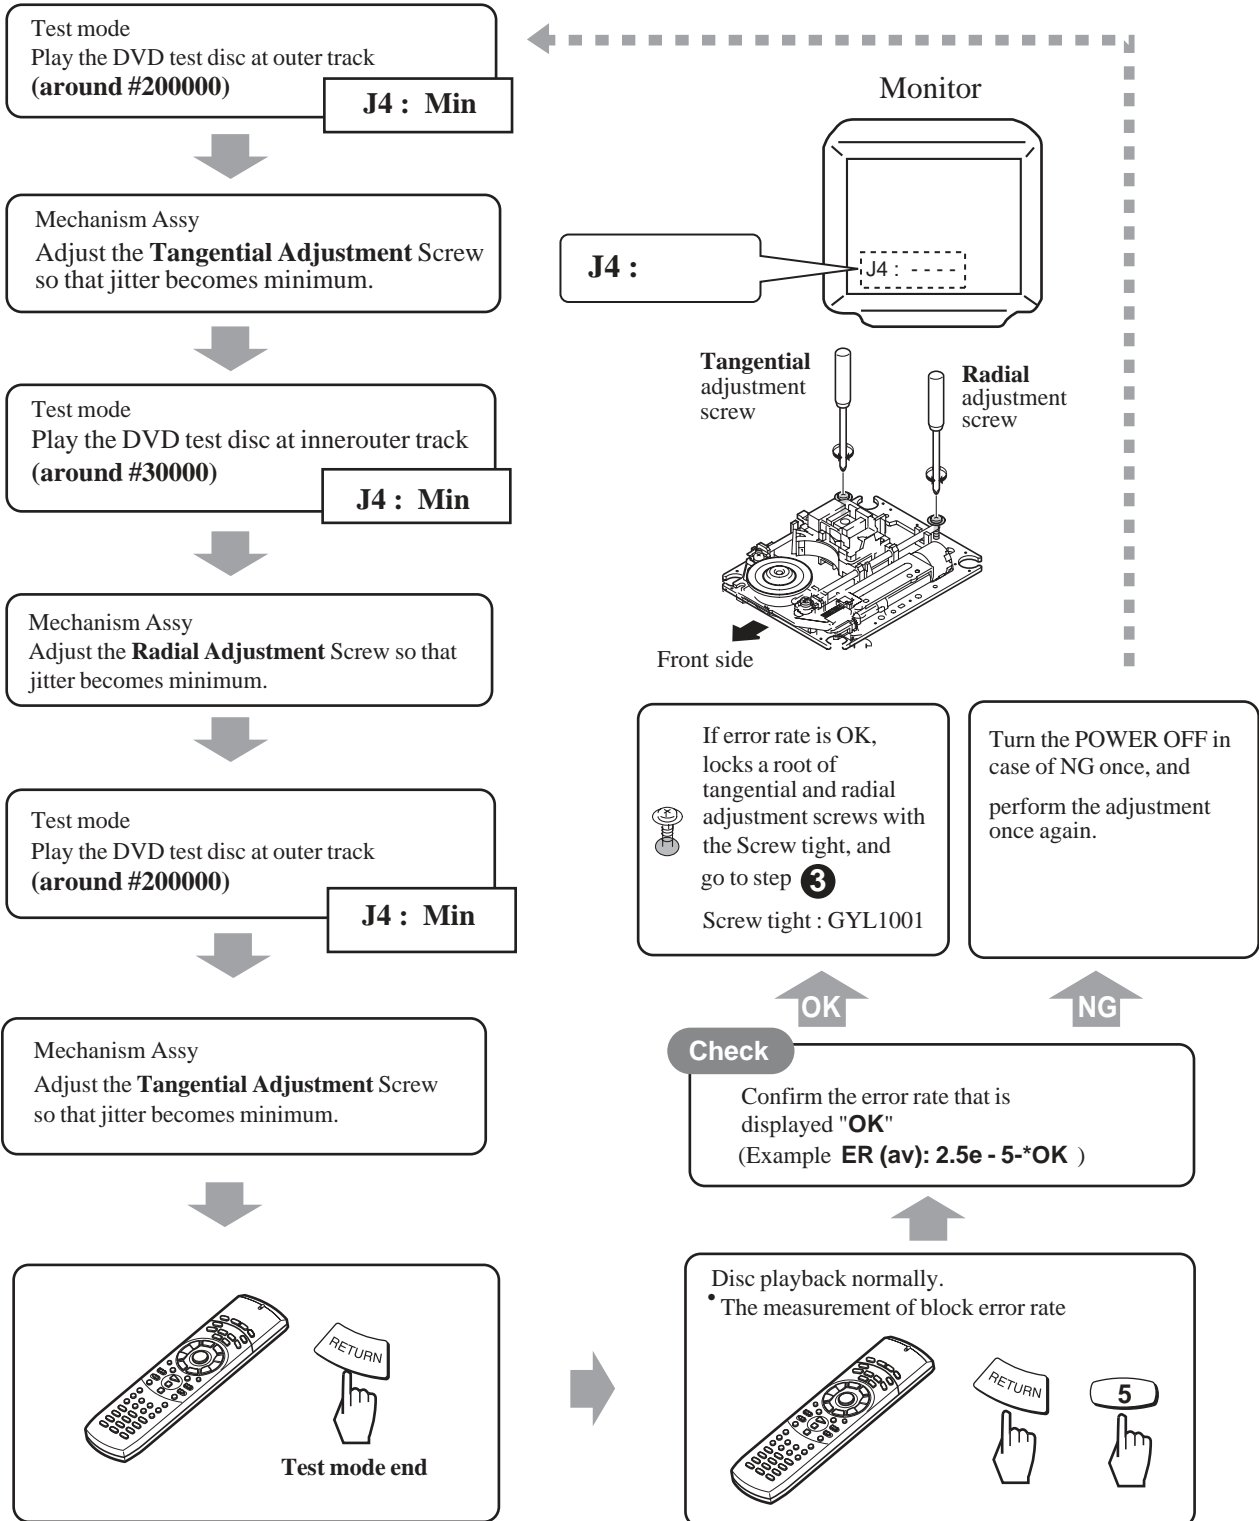 Test mode
Play the DVD test disc at outer track
(around #200000)
J4 : Min
Mechanism Assy
Adjust the Tangential Adjustment Screw
so that jitter becomes minimum.
Test mode
Play the DVD test disc at innerouter track
(around #30000)
J4 : Min
Mechanism Assy
Adjust the Radial Adjustment Screw so that
jitter becomes minimum.
Test mode
Play the DVD test disc at outer track
(around #200000)
J4 : Min
Mechanism Assy
Adjust the Tangential Adjustment Screw
so that jitter becomes minimum.
RETURN
Test mode end
Monitor
J4 :
J4 : - - - -
Tangential
adjustment
screw
Radial
adjustment
screw
Front side
If error rate is OK,
locks a root of
tangential and radial
adjustment screws with
the Screw tight, and
go to step 3
Screw tight : GYL1001
Turn the POWER OFF in
case of NG once, and
perform the adjustment
once again.
OK
NG
Check
Confirm the error rate that is
displayed "OK"
(Example ER (av): 2.5e - 5-*OK )
Disc playback normally.
• The measurement of block error rate
RETURN
5